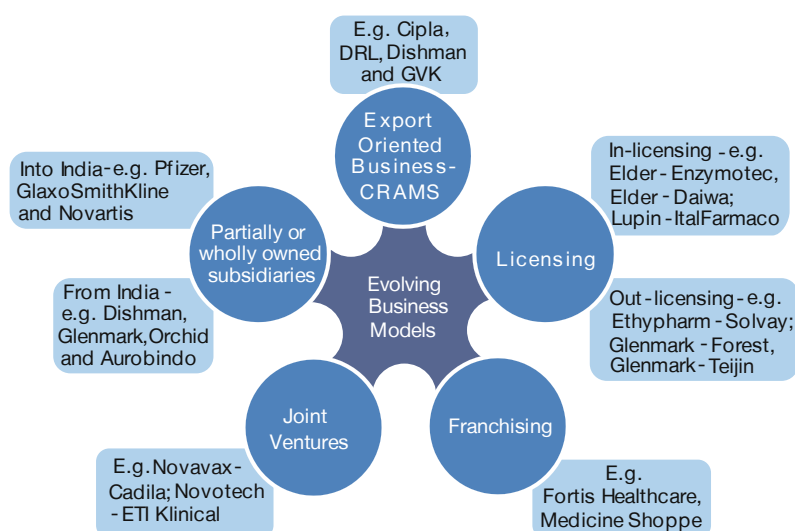 E.g. Cipla,
DRL, Dishman
and GVK
Export
Oriented
Business-
CRAMS
In-licensing - e.g.
Elder - Enzymotec,
Elder - Daiwa;
Lupin - ItalFarmaco
Licensing
Out-licensing - e.g.
Ethypharm - Solvay;
Glenmark - Forest,
Glenmark - Teijin
Franchising
E.g.
Fortis Healthcare,
Medicine Shoppe
Joint
Ventures
E.g. Novavax-
Cadila; Novotech
- ETI Klinical
Partially or
wholly owned
subsidiaries
Into India-e.g. Pfizer,
GlaxoSmithKline
and Novartis
From India -
e.g. Dishman,
Glenmark, Orchid
and Aurobindo
Evolving
Business
Models